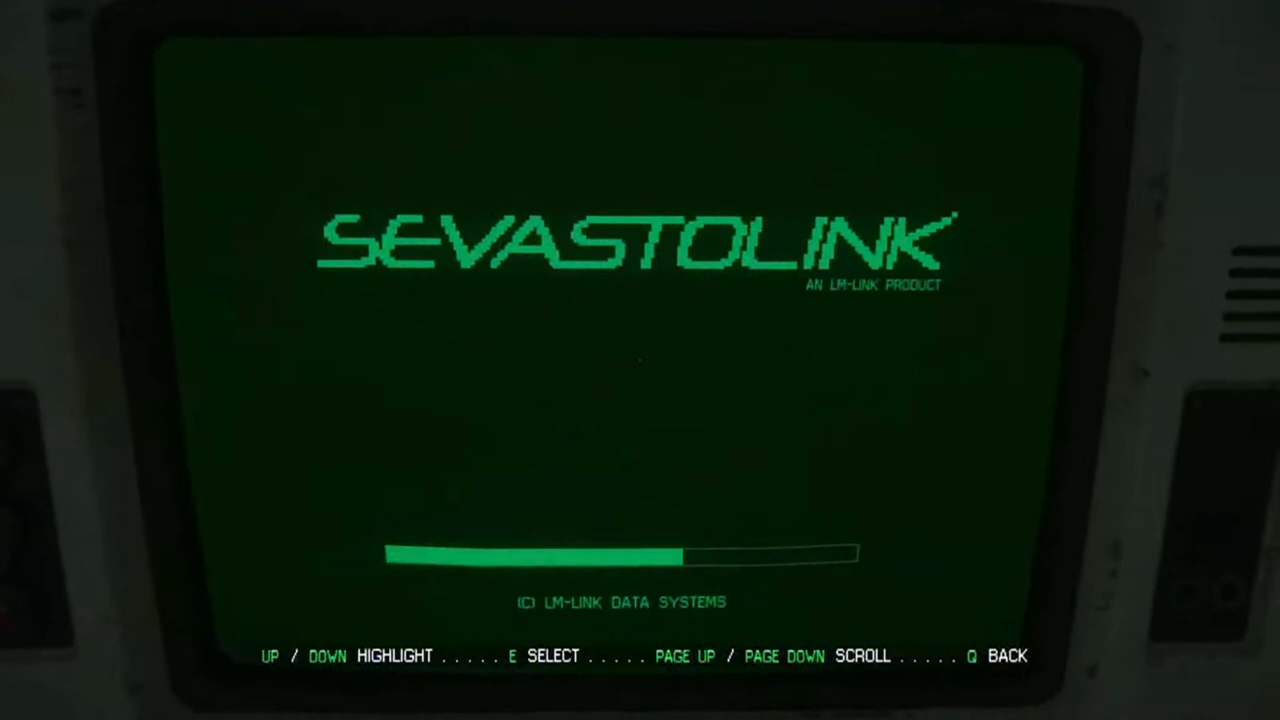 SEVASTOLINK
AN LM-LINK PRODUCT
(C) LM-LINK DATA SYSTEMS
UP / DOWN HIGHLIGHT ..... E SELECT ..... PAGE UP / PAGE DOWN SCROLL ..... Q BACK